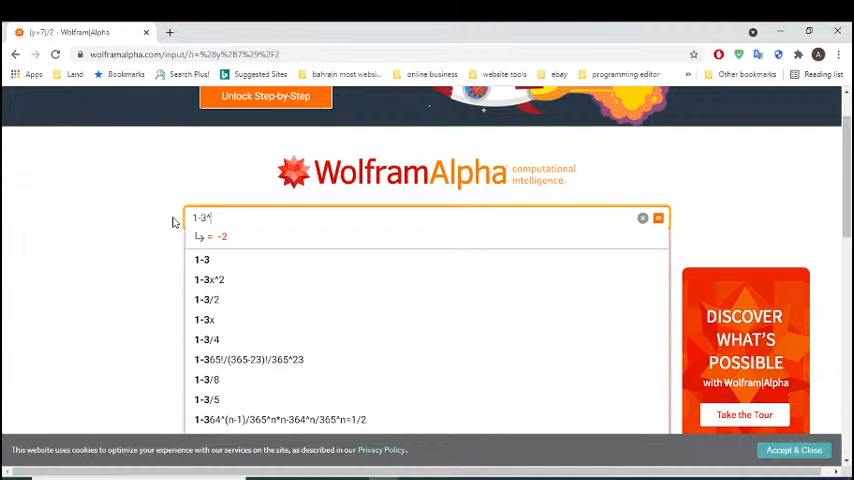 (y+7)/2 - Wolfram|Alpha
wolframalpha.com/input/?i=%28y%2B7%29%2F2
A
Apps Land Bookmarks Search Plus! Suggested Sites bahrain most websi... online business website tools ebay programming editor » Other bookmarks Reading list
Unlock Step-by-Step
WolframAlpha computational intelligence.
1-3^
= -2
1-3
1-3x^2
1-3/2
1-3x
1-3/4
1-365!/(365-23)!/365^23
1-3/8
1-3/5
1-364^(n-1)/365^n*n-364^n/365^n=1/2
DISCOVER
WHAT'S
POSSIBLE
with Wolfram|Alpha
Take the Tour
This website uses cookies to optimize your experience with our services on the site, as described in our Privacy Policy.
Accept & Close